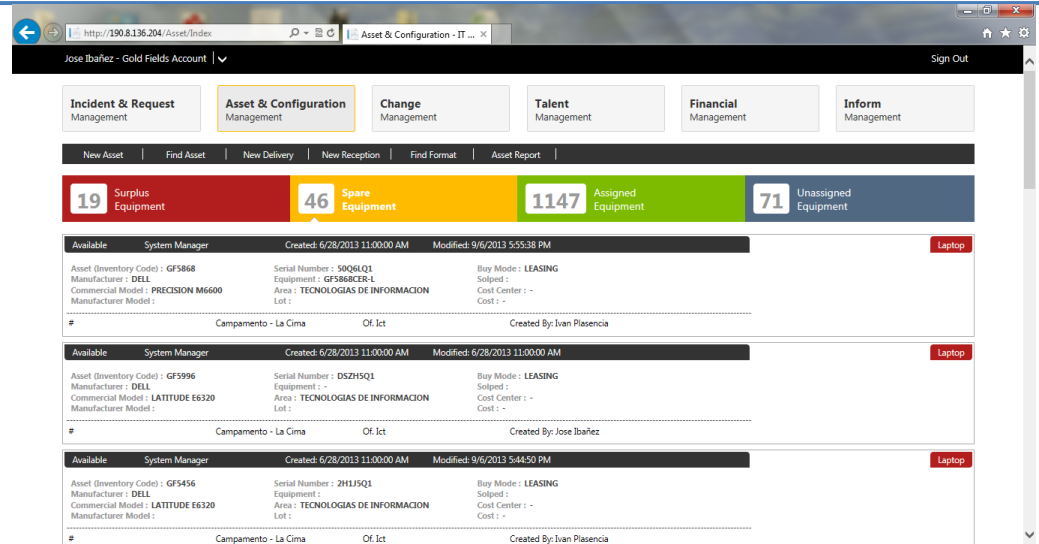 http://190.8.136.204/Asset/Index
Asset & Configuration - IT ...
Jose Ibañez - Gold Fields Account
Sign Out
Incident & Request
Management
Asset & Configuration
Management
Change
Management
Talent
Management
Financial
Management
Inform
Management
New Asset | Find Asset | New Delivery | New Reception | Find Format | Asset Report |
19 Surplus
Equipment
46 Spare
Equipment
1147 Assigned
Equipment
71 Unassigned
Equipment
Available System Manager Created: 6/28/2013 11:00:00 AM Modified: 9/6/2013 5:55:38 PM Laptop
Asset (Inventory Code) : GF5868 Serial Number : 50Q6LQ1 Buy Mode : LEASING
Manufacturer : DELL Equipment : GF5868CER-L Solped :
Commercial Model : PRECISION M6600 Area : TECNOLOGIAS DE INFORMACION Cost Center : -
Manufacturer Model : Lot : Cost : -
# Campamento - La Cima Of. Ict Created By: Ivan Plasencia
Available System Manager Created: 6/28/2013 11:00:00 AM Modified: 6/28/2013 11:00:00 AM Laptop
Asset (Inventory Code) : GF5996 Serial Number : DSZH5Q1 Buy Mode : LEASING
Manufacturer : DELL Equipment : - Solped :
Commercial Model : LATITUDE E6320 Area : TECNOLOGIAS DE INFORMACION Cost Center : -
Manufacturer Model : Lot : Cost : -
# Campamento - La Cima Of. Ict Created By: Jose Ibañez
Available System Manager Created: 6/28/2013 11:00:00 AM Modified: 9/6/2013 5:44:50 PM Laptop
Asset (Inventory Code) : GF5456 Serial Number : 2H1J5Q1 Buy Mode : LEASING
Manufacturer : DELL Equipment : Solped :
Commercial Model : LATITUDE E6320 Area : TECNOLOGIAS DE INFORMACION Cost Center : -
Manufacturer Model : Lot : Cost : -
# Campamento - La Cima Of. Ict Created By: Ivan Plasencia